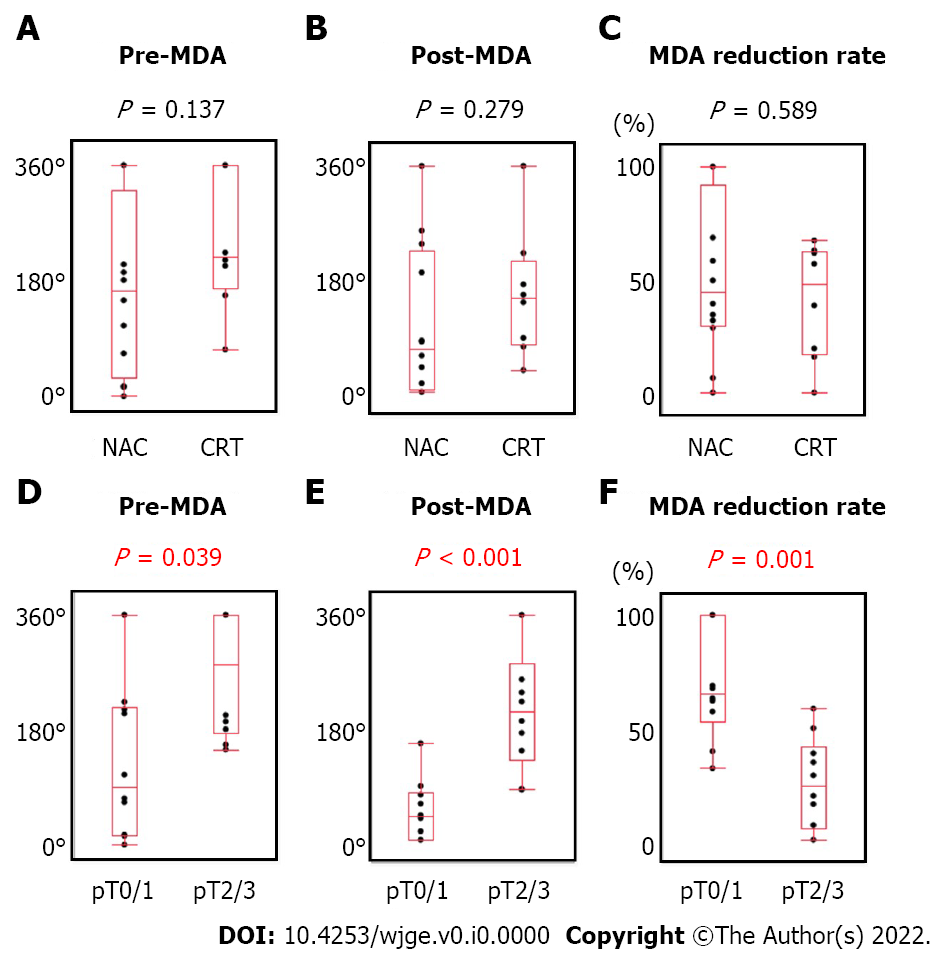 A B C
Pre-MDA Post-MDA MDA reduction rate
P = 0.137 P = 0.279 P = 0.589
(%)
360° 360° 100
180° 180° 50
0° 0° 0
NAC CRT NAC CRT NAC CRT
D E F
Pre-MDA Post-MDA MDA reduction rate
P = 0.039 P < 0.001 P = 0.001
(%)
360° 360° 100
180° 180° 50
0° 0° 0
pT0/1 pT2/3 pT0/1 pT2/3 pT0/1 pT2/3
DOI: 10.4253/wjge.v0.i0.0000 Copyright ©The Author(s) 2022.